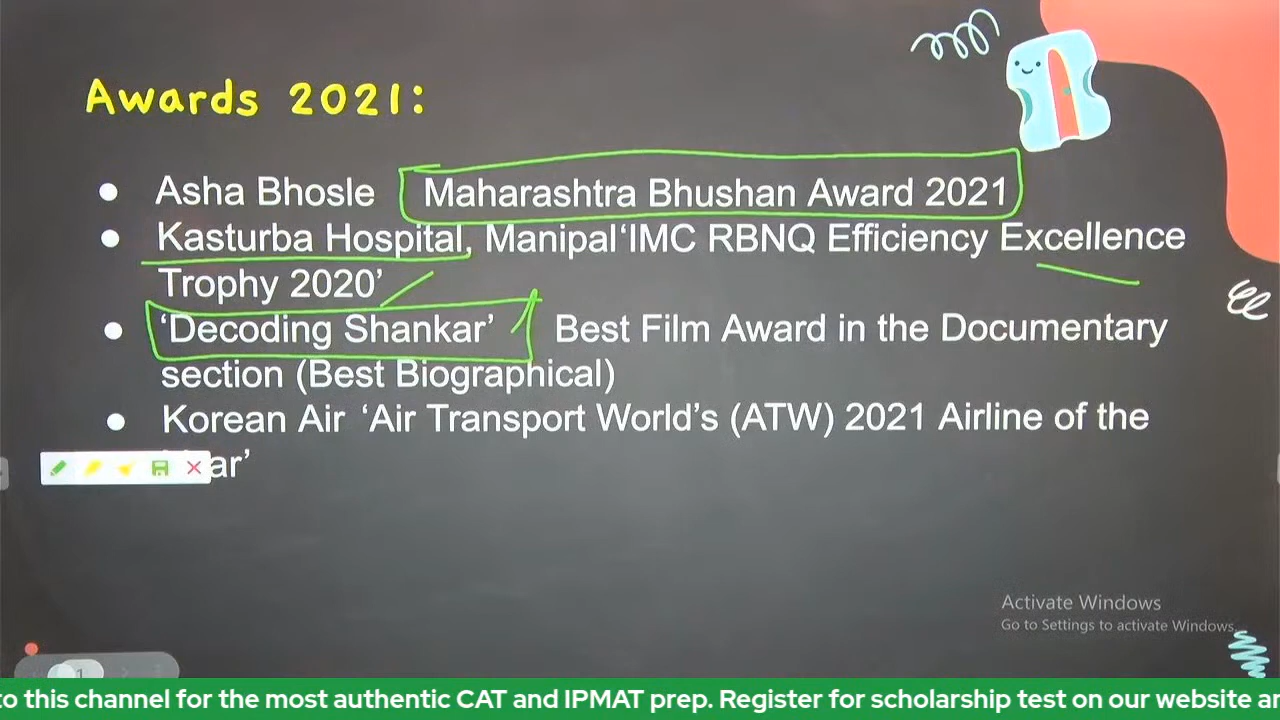 Awards 2021:
Asha Bhosle Maharashtra Bhushan Award 2021
Kasturba Hospital, Manipal‘IMC RBNQ Efficiency Excellence
Trophy 2020’
‘Decoding Shankar’ Best Film Award in the Documentary
section (Best Biographical)
Korean Air ‘Air Transport World’s (ATW) 2021 Airline of the
ar’
Activate Windows
Go to Settings to activate Windows.
1
to this channel for the most authentic CAT and IPMAT prep. Register for scholarship test on our website an